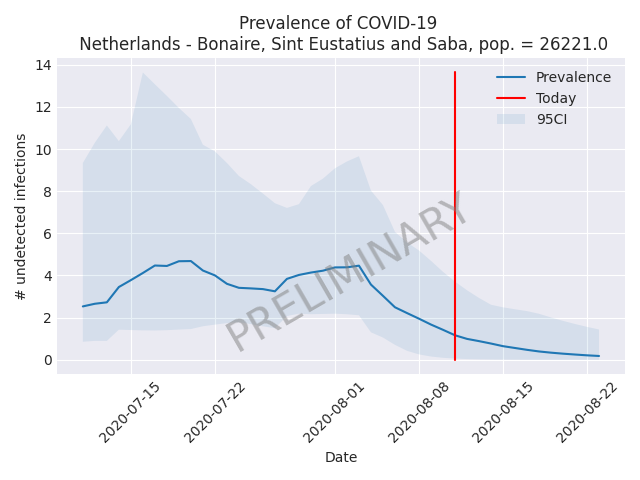 Prevalence of COVID-19
Netherlands - Bonaire, Sint Eustatius and Saba, pop. = 26221.0
14
12
10
8
6
4
2
0
# undetected infections
Prevalence
Today
95CI
PRELIMINARY
2020-07-15
2020-07-22
2020-08-01
2020-08-08
2020-08-15
2020-08-22
Date